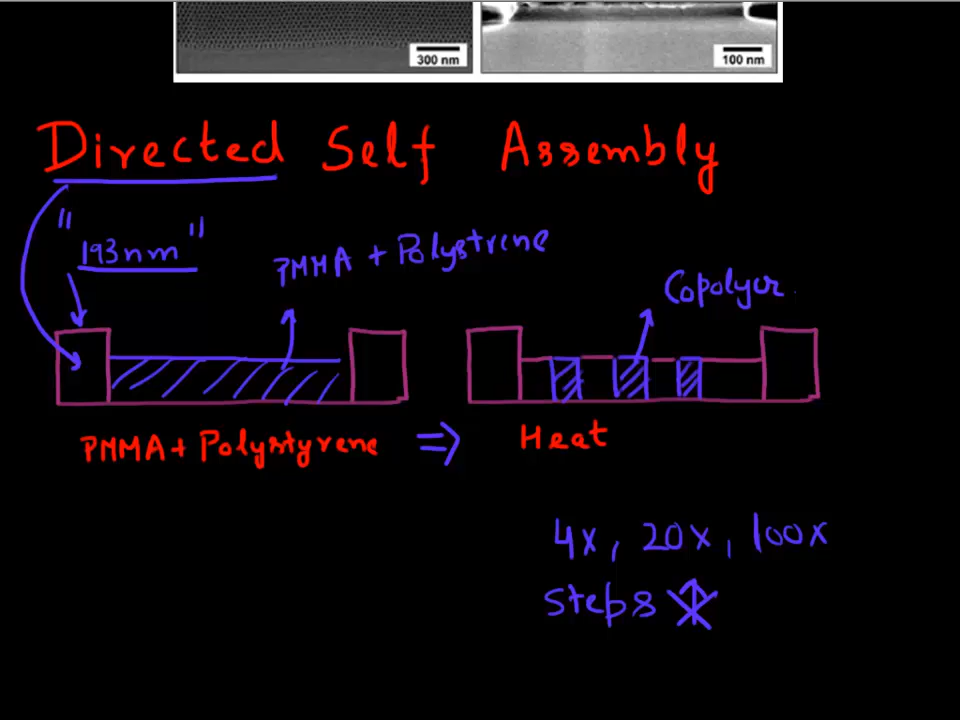 300 nm 100 nm
Directed Self Assembly
"193nm"
PMMA + Polystrene
Copolyer.
PMMA + Polystyrene ⇒ Heat
4x, 20x, 100x
Steps